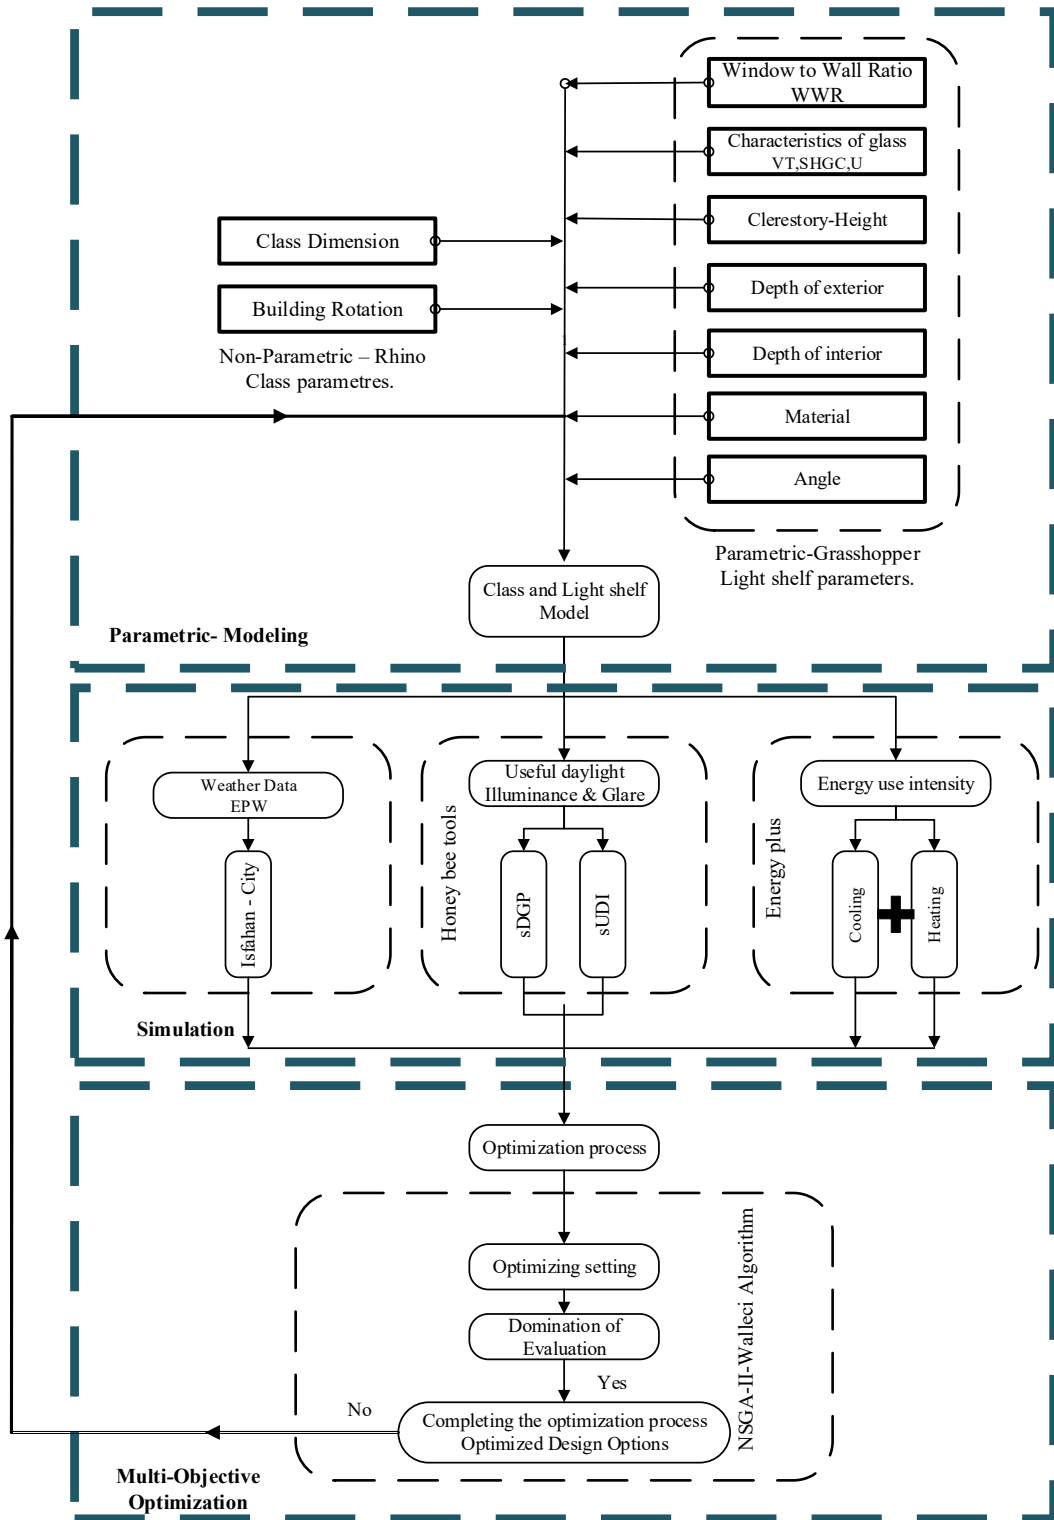 Window to Wall Ratio
WWR
Characteristics of glass
VT,SHGC,U
Clerestory-Height
Class Dimension
Depth of exterior
Building Rotation
Non-Parametric – Rhino
Class parametres.
Depth of interior
Material
Angle
Parametric-Grasshopper
Light shelf parameters.
Class and Light shelf
Model
Parametric- Modeling
Weather Data
EPW
Isfahan - City
Honey bee tools
Useful daylight
Illuminance & Glare
sDGP
sUDI
Energy plus
Energy use intensity
Cooling
Heating
Simulation
Optimization process
NSGA-II-Walleci Algorithm
Optimizing setting
Domination of
Evaluation
Yes
No
Completing the optimization process
Optimized Design Options
Multi-Objective
Optimization